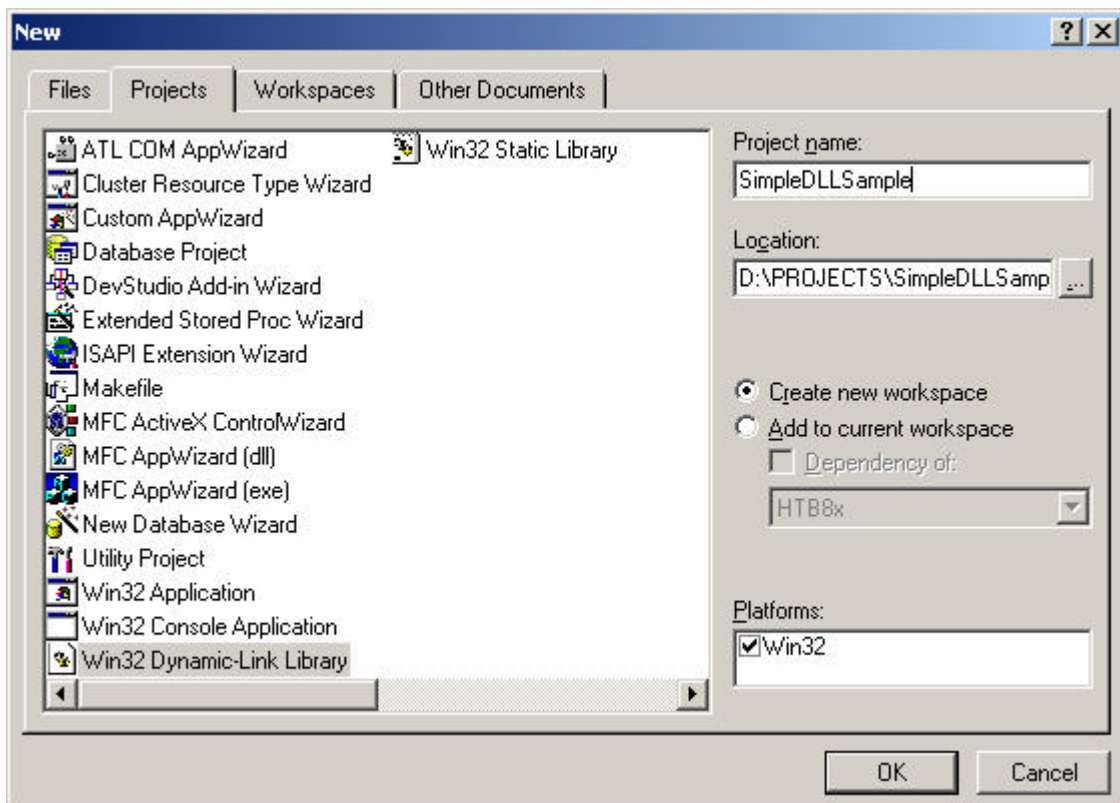 New
Files
Projects
Workspaces
Other Documents
ATL COM AppWizard
Cluster Resource Type Wizard
Custom AppWizard
Database Project
DevStudio Add-in Wizard
Extended Stored Proc Wizard
ISAPI Extension Wizard
Makefile
MFC ActiveX ControlWizard
MFC AppWizard (dll)
MFC AppWizard (exe)
New Database Wizard
Utility Project
Win32 Application
Win32 Console Application
Win32 Dynamic-Link Library
Win32 Static Library
Project name:
SimpleDLLSample
Location:
D:\PROJECTS\SimpleDLLSamp
...
Create new workspace
Add to current workspace
Dependency of:
HTB8x
Platforms:
Win32
OK
Cancel